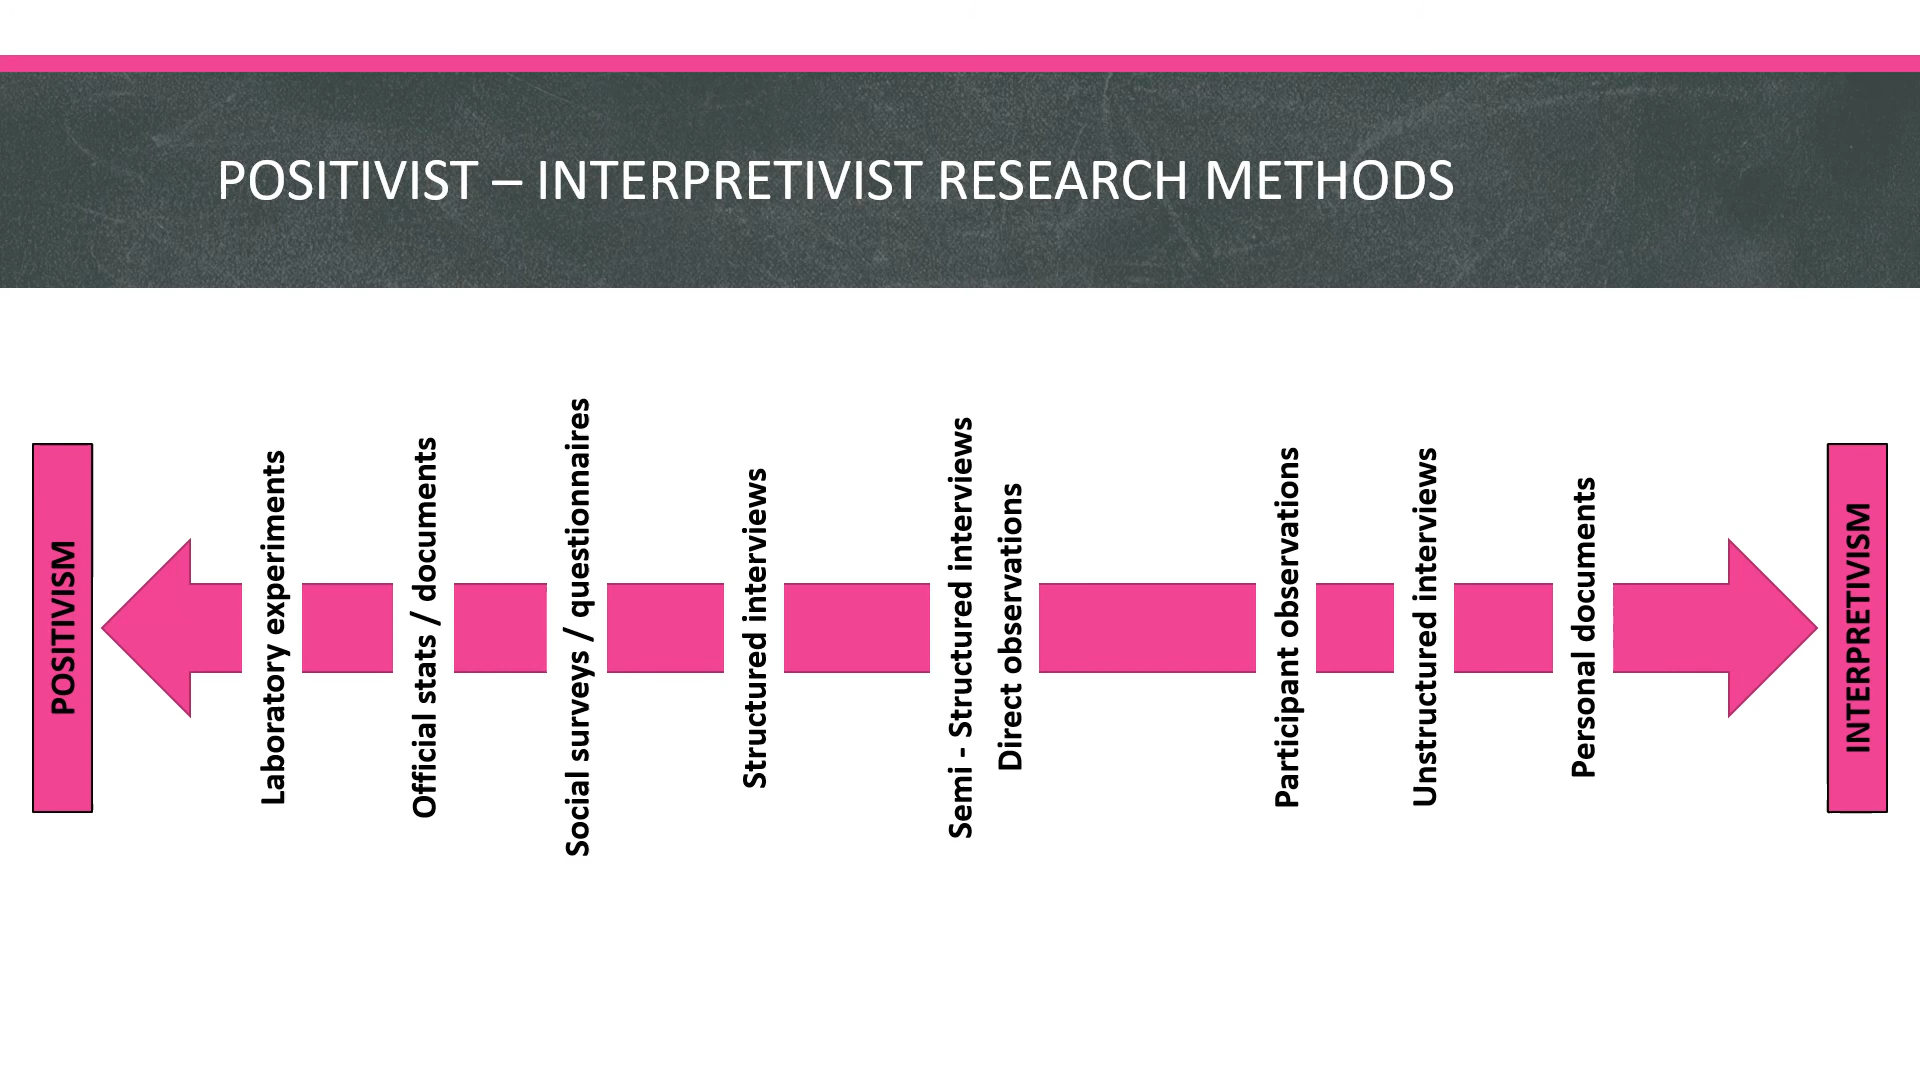 POSITIVIST – INTERPRETIVIST RESEARCH METHODS
POSITIVISM
Laboratory experiments
Official stats / documents
Social surveys / questionnaires
Structured interviews
Semi - Structured interviews
Direct observations
Participant observations
Unstructured interviews
Personal documents
INTERPRETIVISM